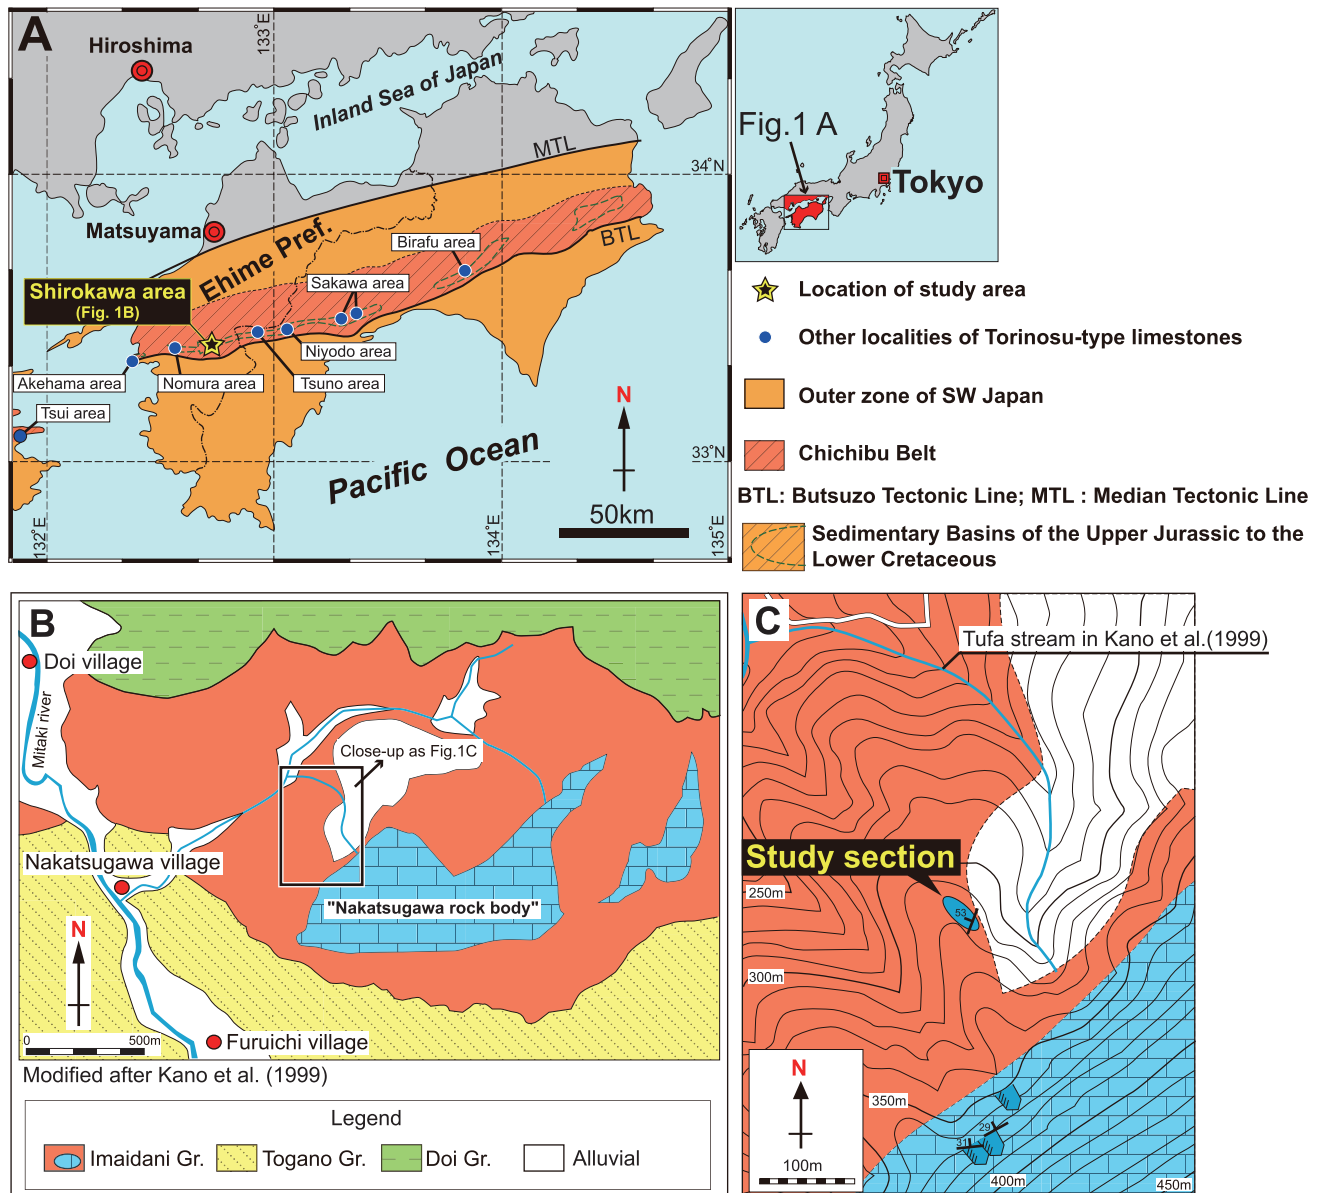 A
Hiroshima
133°E
Inland Sea of Japan
MTL
34°N
Matsuyama
Ehime Pref.
Birafu area
BTL
Shirokawa area
(Fig. 1B)
Sakawa area
Niyodo area
Akehama area
Nomura area
Tsuno area
Tsui area
N
33°N
Pacific Ocean
50km
132°E
134°E
135°E
Fig.1 A
Tokyo
Location of study area
Other localities of Torinosu-type limestones
Outer zone of SW Japan
Chichibu Belt
BTL: Butsuzo Tectonic Line; MTL : Median Tectonic Line
Sedimentary Basins of the Upper Jurassic to the
Lower Cretaceous
B
Doi village
Mitaki river
Close-up as Fig.1C
Nakatsugawa village
"Nakatsugawa rock body"
N
0 500m
Furuichi village
Modified after Kano et al. (1999)
Legend
Imaidani Gr.
Togano Gr.
Doi Gr.
Alluvial
C
Tufa stream in Kano et al.(1999)
Study section
250m
53
300m
N
350m
29
31
100m
400m
450m